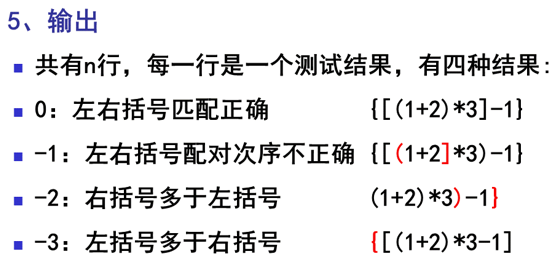 5、输出
共有n行，每一行是一个测试结果，有四种结果：
0：左右括号匹配正确 {[(1+2)*3]-1}
-1：左右括号配对次序不正确 {[(1+2]*3)-1}
-2：右括号多于左括号 (1+2)*3)-1}
-3：左括号多于右括号 {[(1+2)*3-1]